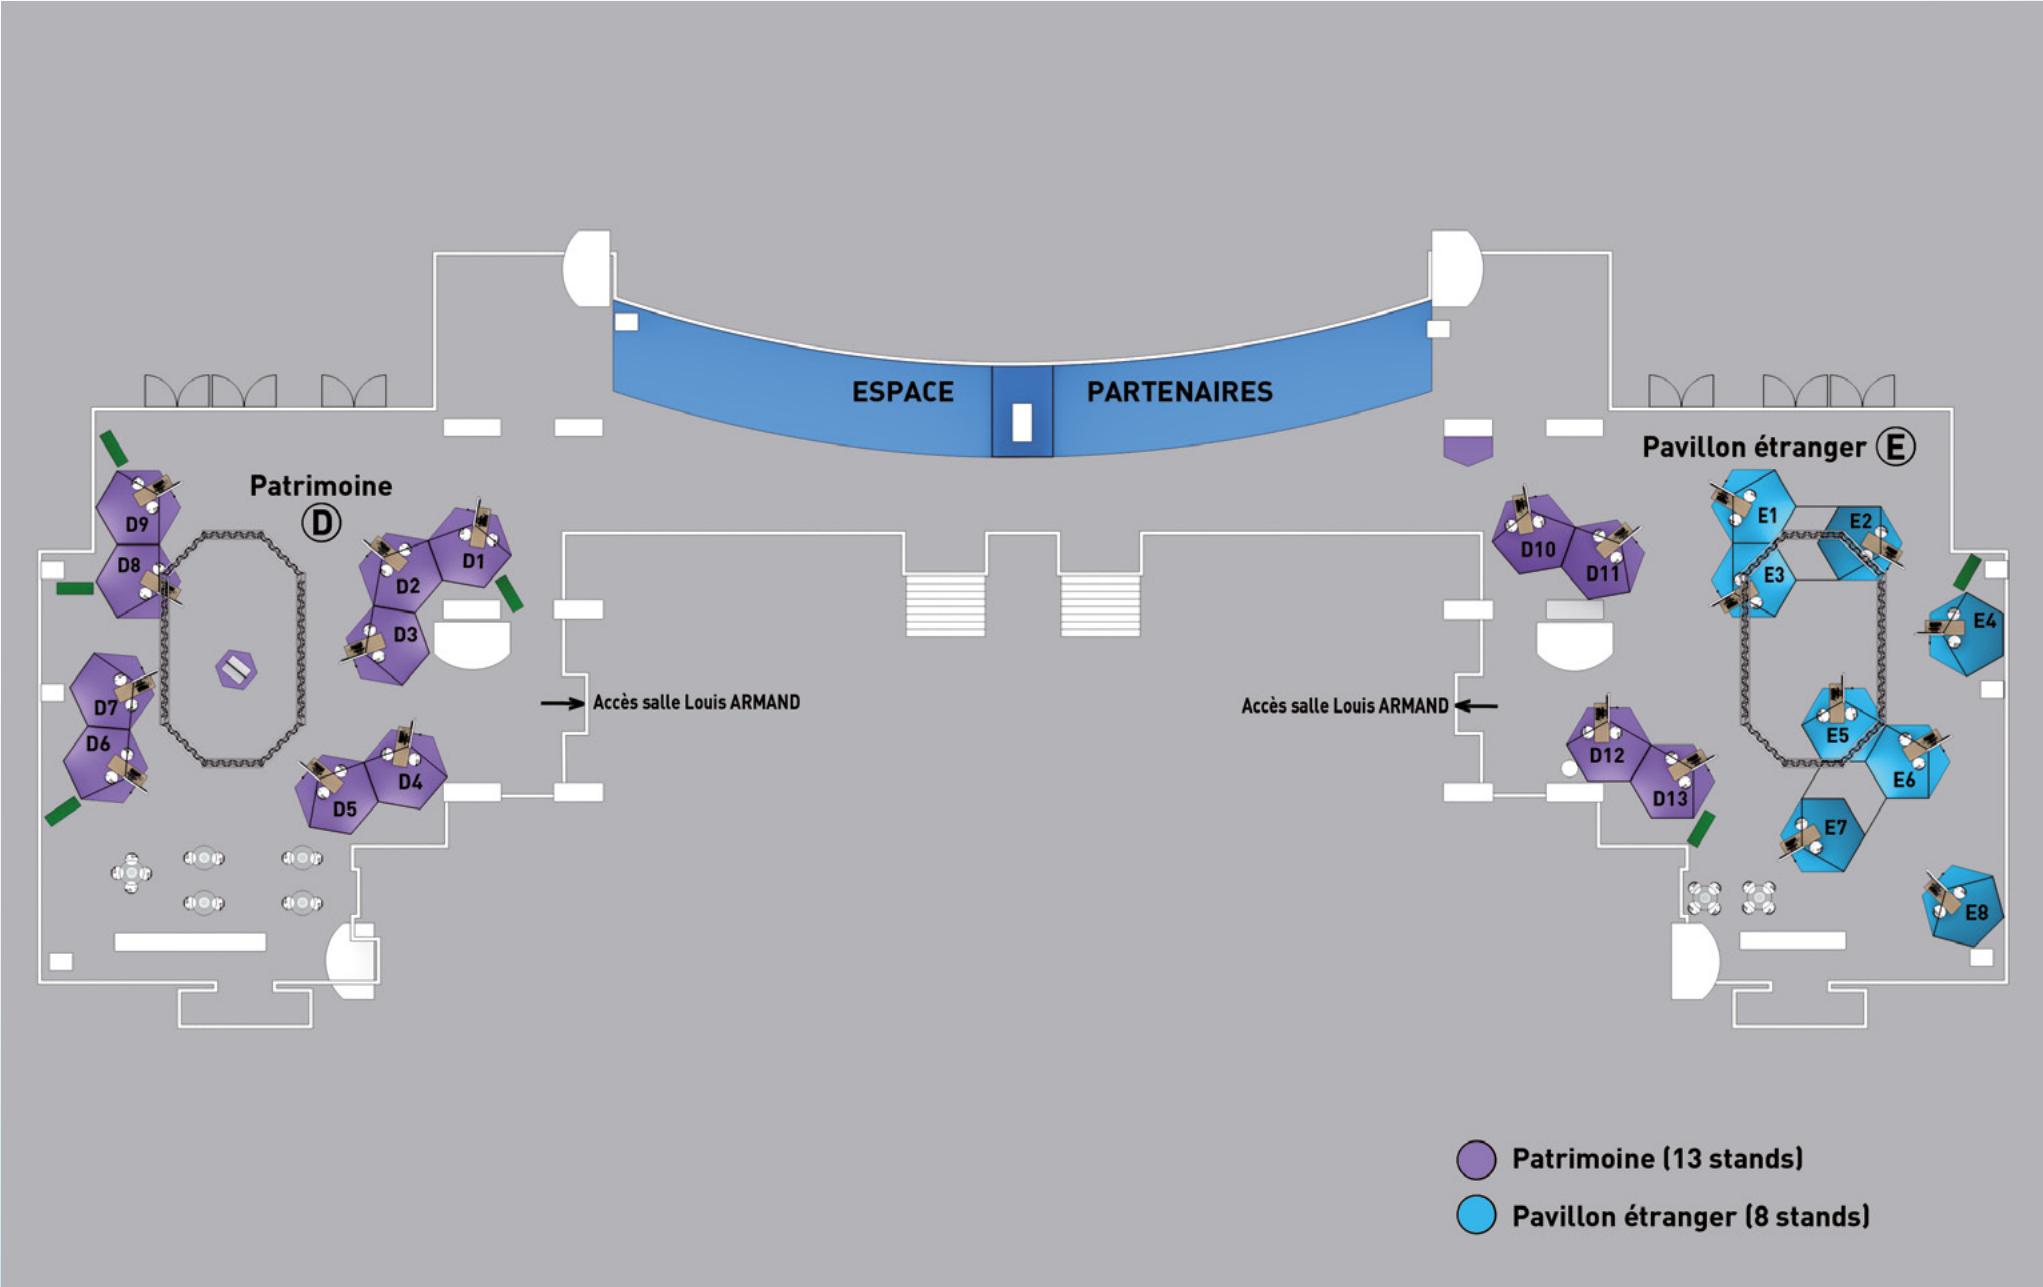 ESPACE PARTENAIRES
Patrimoine
D
Pavillon étranger E
D9
D8
D7
D6
D1
D2
D3
D4
D5
D10
D11
D12
D13
E1
E2
E3
E4
E5
E6
E7
E8
Accès salle Louis ARMAND
Accès salle Louis ARMAND
Patrimoine (13 stands)
Pavillon étranger (8 stands)